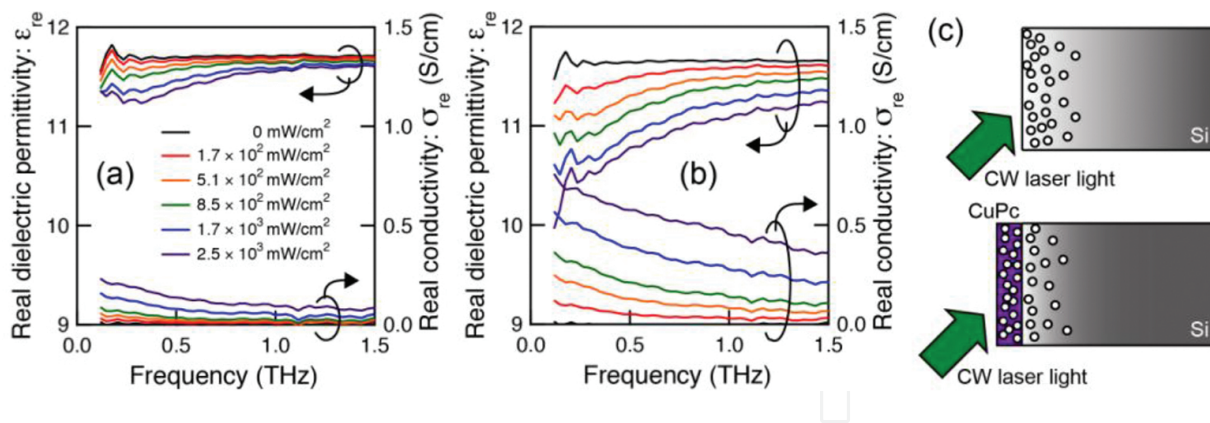 (a)
Real dielectric permittivity: εre
12
11
10
9
1.5
1.0
0.5
0.0
Real conductivity: σre (S/cm)
0 mW/cm²
1.7 × 10² mW/cm²
5.1 × 10² mW/cm²
8.5 × 10² mW/cm²
1.7 × 10³ mW/cm²
2.5 × 10³ mW/cm²
0.0 0.5 1.0 1.5
Frequency (THz)
(b)
Real dielectric permittivity: εre
12
11
10
9
1.5
1.0
0.5
0.0
Real conductivity: σre (S/cm)
0.0 0.5 1.0 1.5
Frequency (THz)
(c)
Si
CW laser light
CuPc
Si
CW laser light